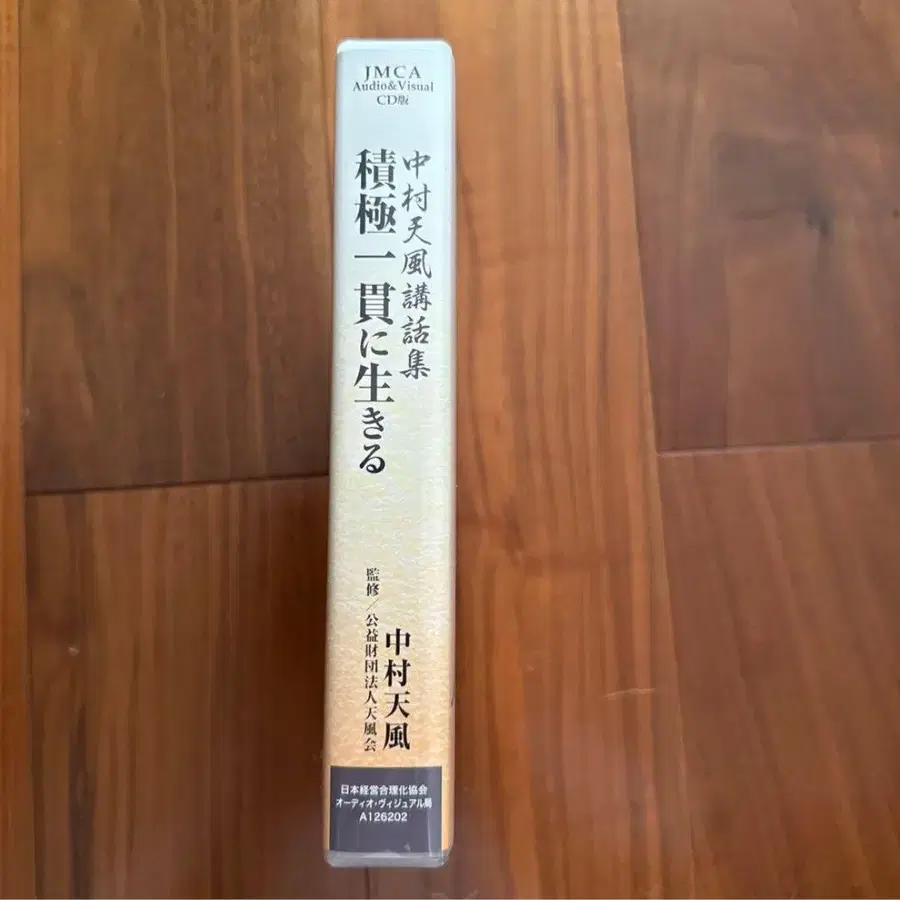 JMCA
Audio&Visual
CD版
中村天風講話集
積極一貫に生きる
中村天風
監修／公益財団法人天風会
日本経営合理化協会
オーディオ・ヴィジュアル局
A126202